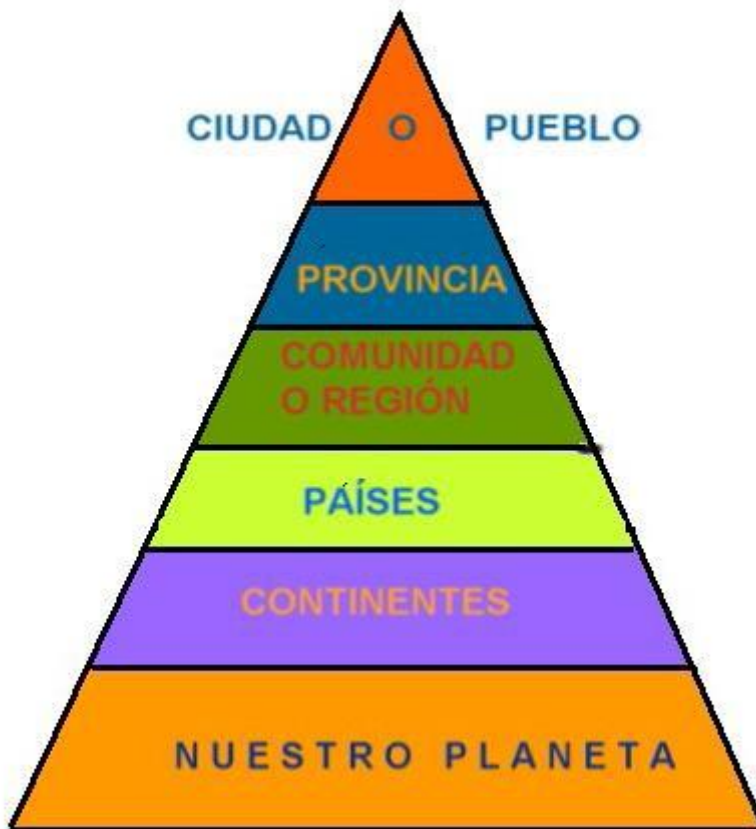 CIUDAD O PUEBLO
PROVINCIA
COMUNIDAD
O REGIÓN
PAÍSES
CONTINENTES
NUESTRO PLANETA